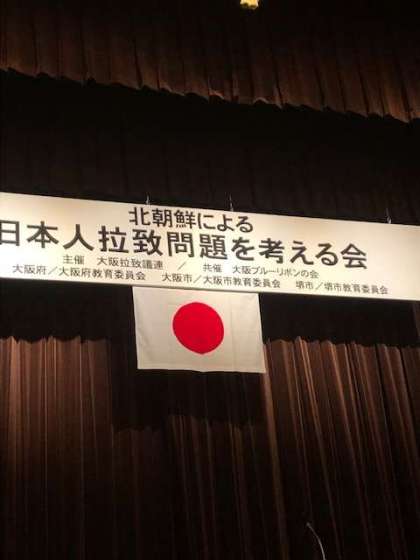 北朝鮮による
日本人拉致問題を考える会
主催 大阪拉致議連 ／ 共催 大阪ブルーリボンの会
大阪府／大阪府教育委員会 大阪市／大阪市教育委員会 堺市／堺市教育委員会